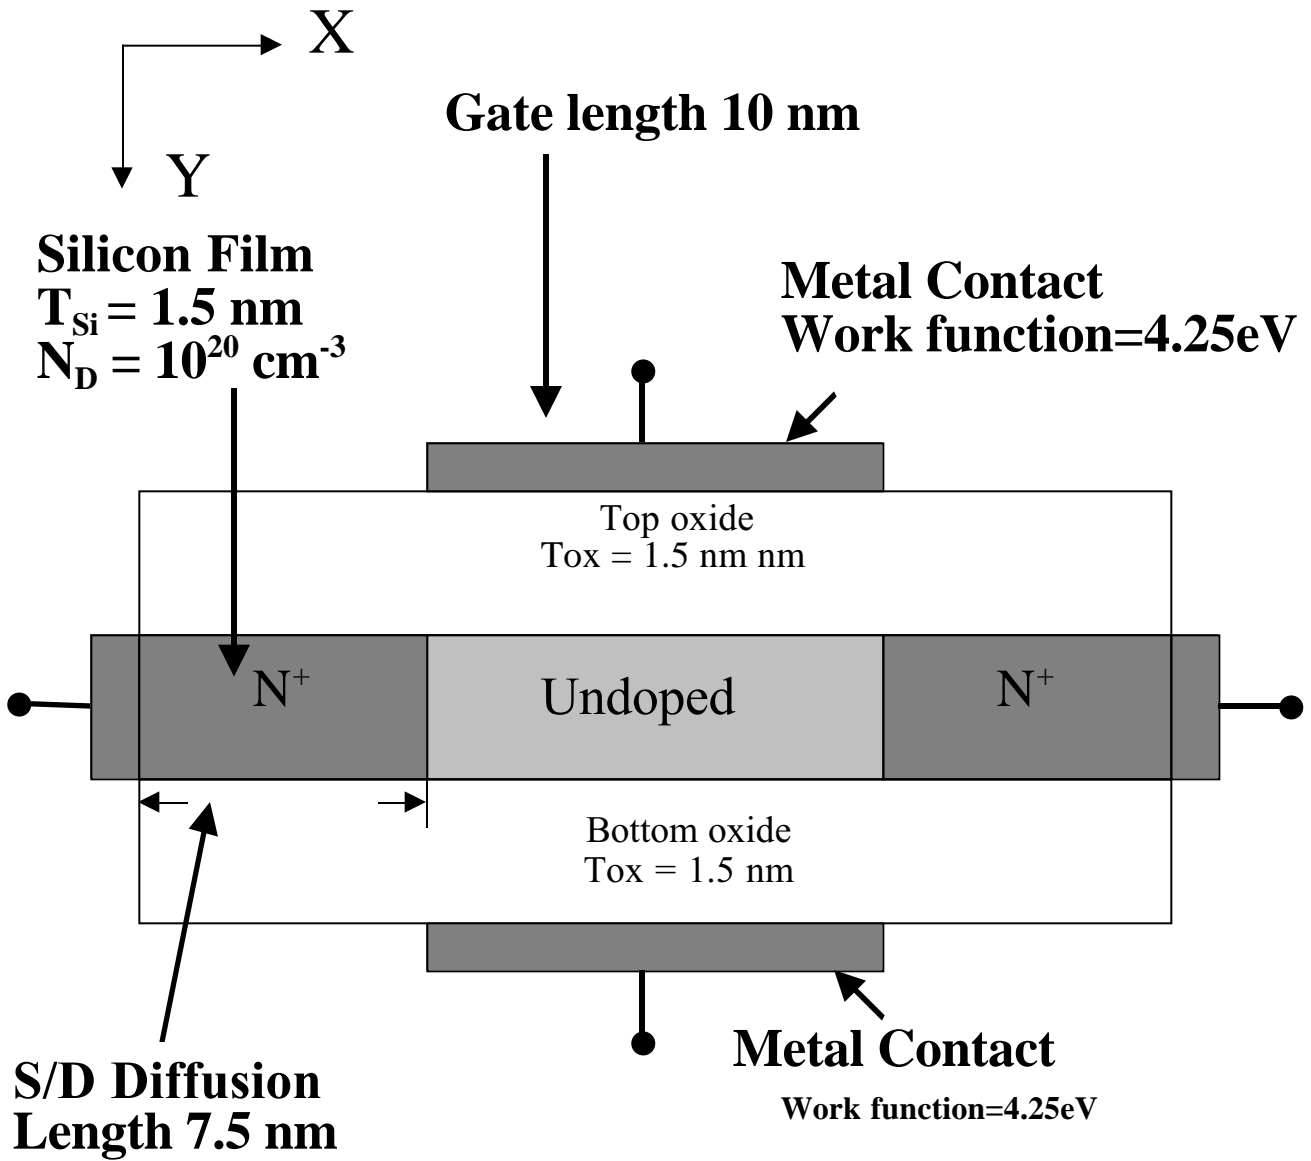 X
Gate length 10 nm
Y
Silicon Film
T_Si = 1.5 nm
N_D = 10^20 cm^-3
Metal Contact
Work function=4.25eV
Top oxide
Tox = 1.5 nm nm
N^+
Undoped
N^+
Bottom oxide
Tox = 1.5 nm
Metal Contact
Work function=4.25eV
S/D Diffusion
Length 7.5 nm